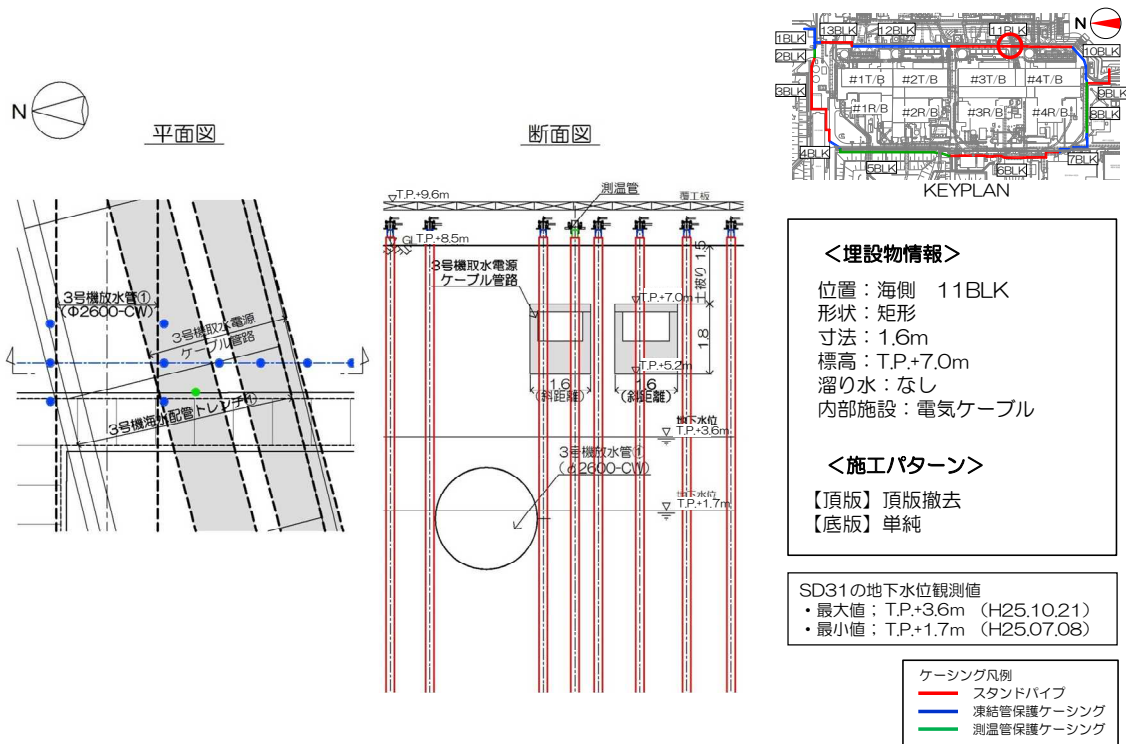 N
平面図
3号機放水管①
(Φ2600-CW)
3号機取水電源
ケーブル管路
3号機海水配管トレンチ①
断面図
測温管
T.P.+9.6m
覆工板
GL
T.P.+8.5m
3号機取水電源
ケーブル管路
土被り 1.5
T.P.+7.0m
1.8
T.P.+5.2m
1.6
(斜距離)
1.6
(斜距離)
地下水位
T.P.+3.6m
3号機放水管①
(φ2600-CW)
地下水位
T.P.+1.7m
N
1BLK
13BLK
12BLK
11BLK
2BLK
10BLK
#1T/B
#2T/B
#3T/B
#4T/B
3BLK
9BLK
#1R/B
#2R/B
#3R/B
#4R/B
8BLK
4BLK
5BLK
6BLK
7BLK
KEYPLAN
<埋設物情報>
位置：海側 11BLK
形状：矩形
寸法：1.6m
標高：T.P.+7.0m
溜り水：なし
内部施設：電気ケーブル
<施工パターン>
【頂版】頂版撤去
【底版】単純
SD31の地下水位観測値
・最大値；T.P.+3.6m （H25.10.21）
・最小値；T.P.+1.7m （H25.07.08）
ケーシング凡例
スタンドパイプ
凍結管保護ケーシング
測温管保護ケーシング